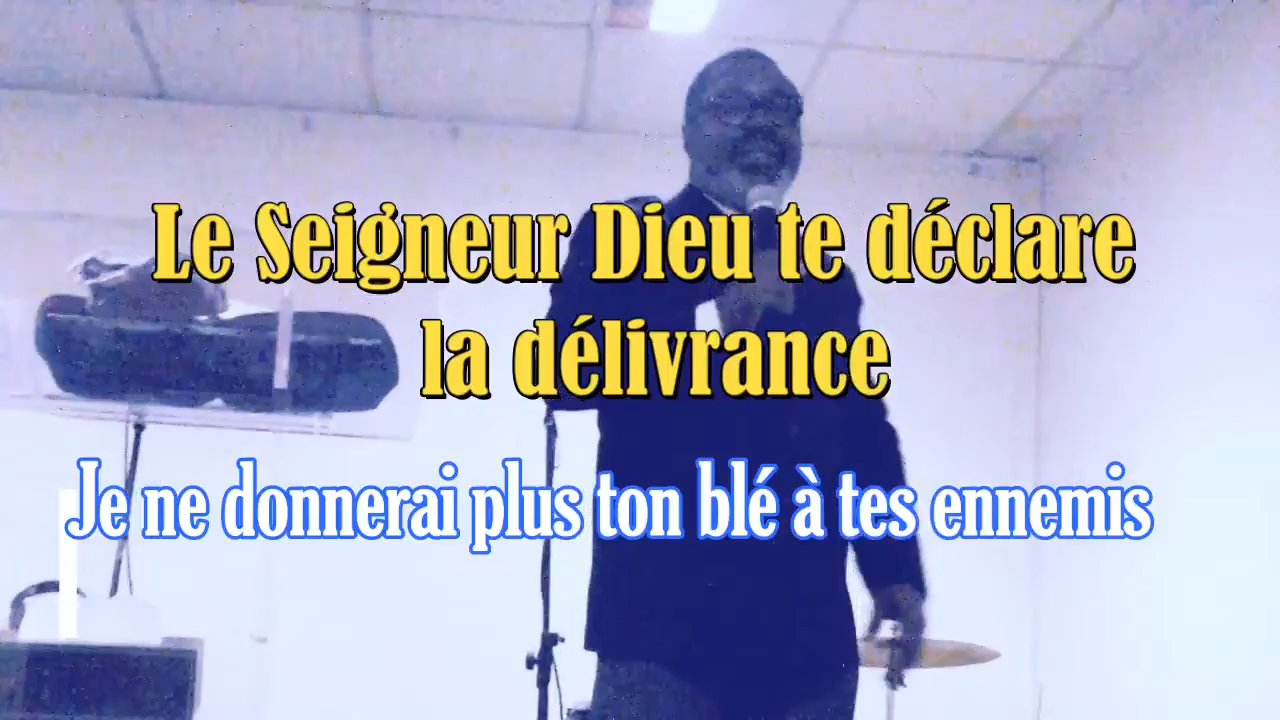 Le Seigneur Dieu te déclare
la délivrance
Je ne donnerai plus ton blé à tes ennemis